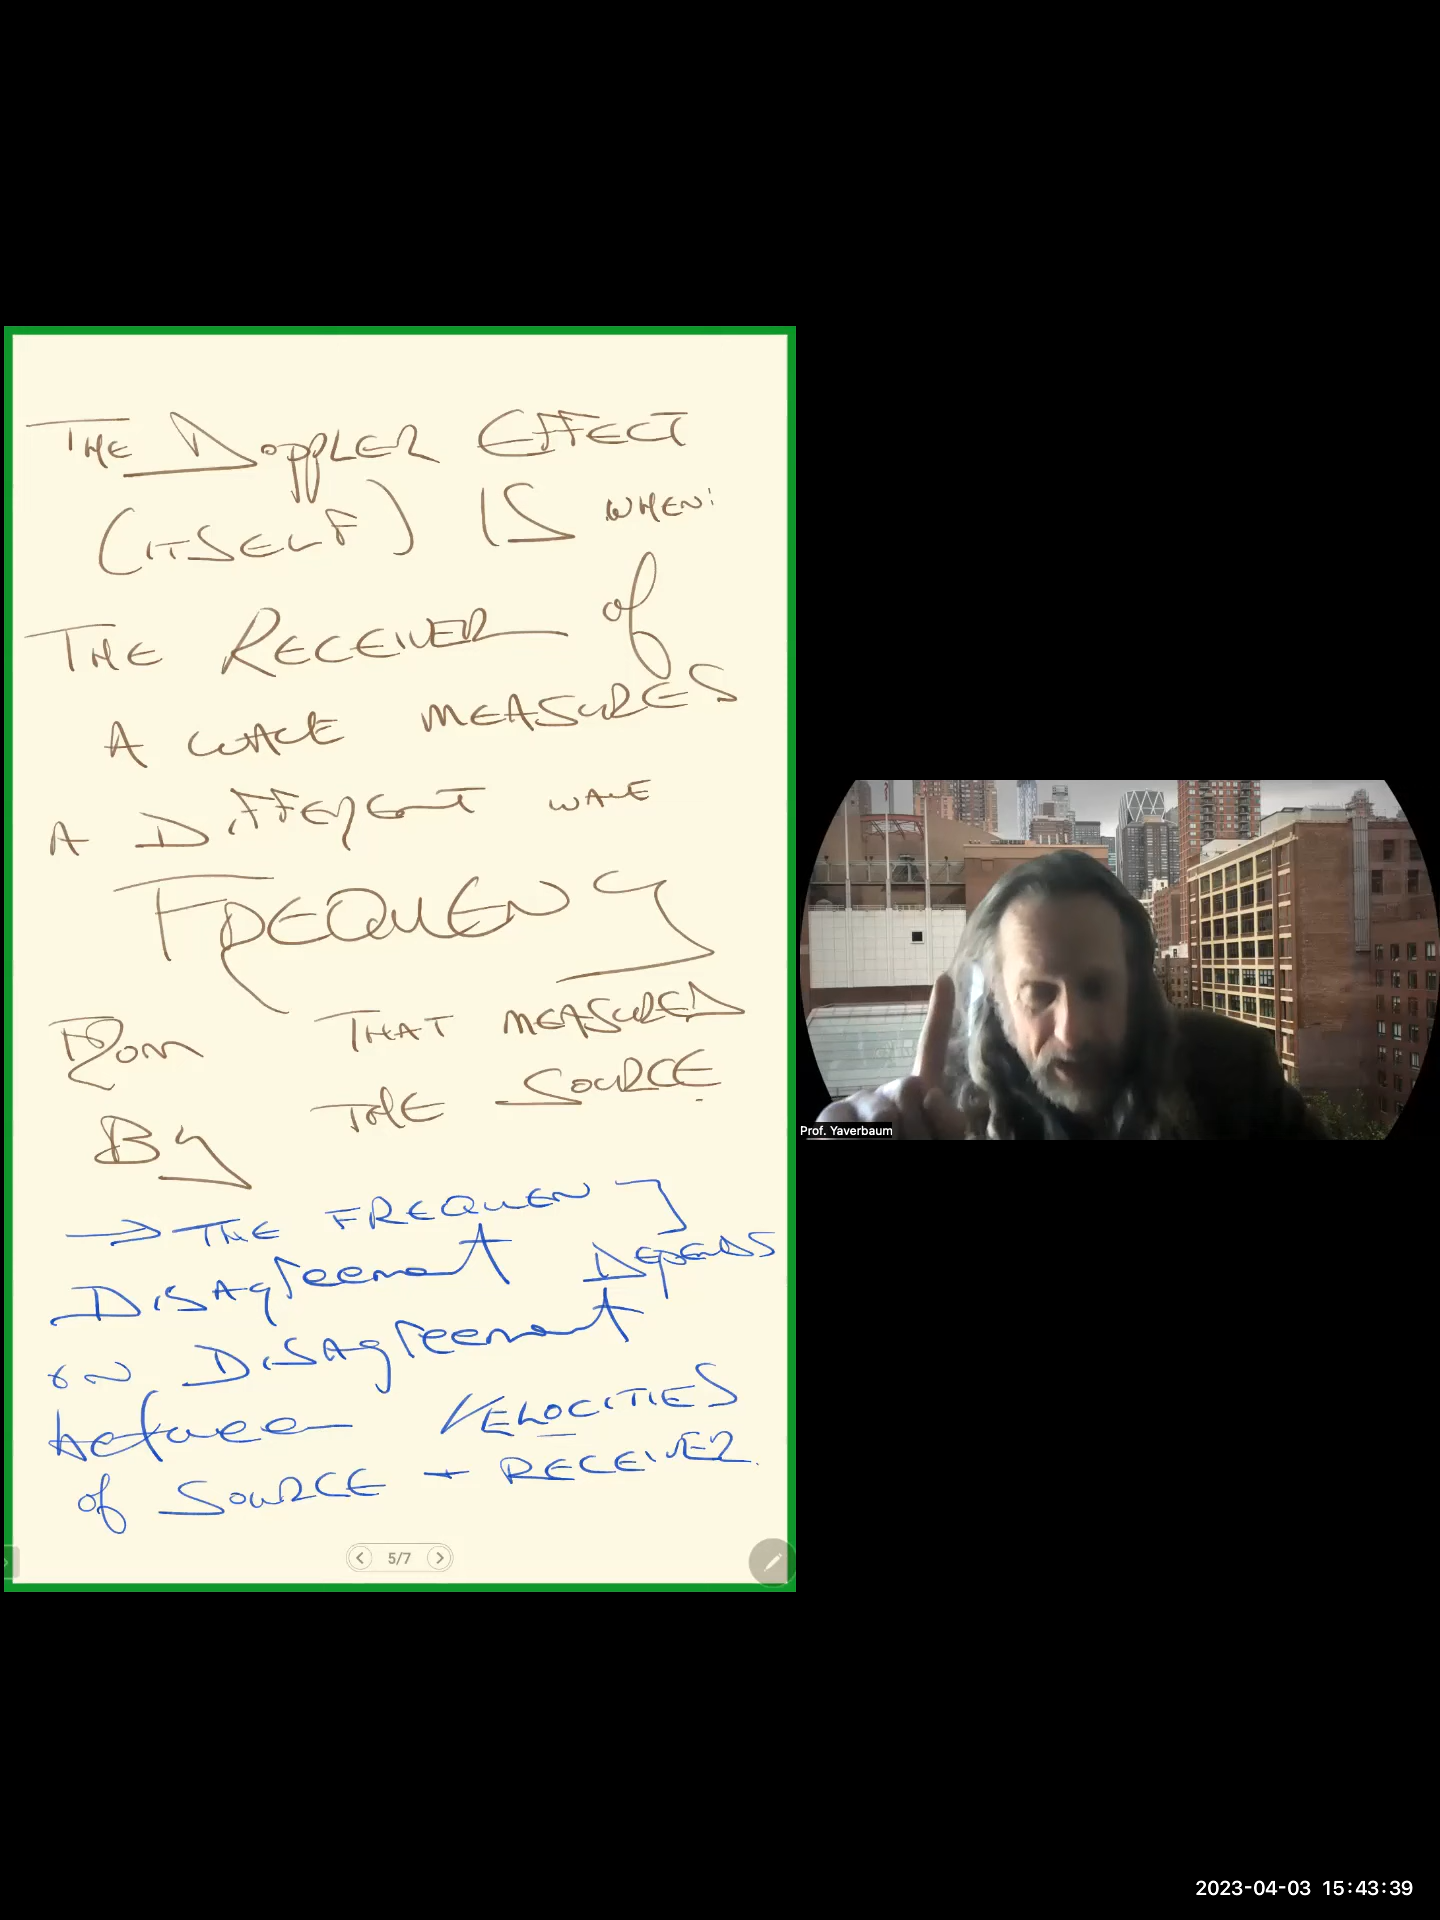 THE DOPPLER EFFECT
(ITSELF) IS WHEN:
THE RECEIVER of
A WAVE MEASURES
A DIFFERENT WAVE
FREQUENCY
FROM THAT MEASURED
BY THE SOURCE.
→ THE FREQUENCY
DISAgreement Depends
on DISAgreement
between VELOCITIES
of SOURCE + RECEIVER.
5/7
Prof. Yaverbaum
2023-04-03 15:43:39